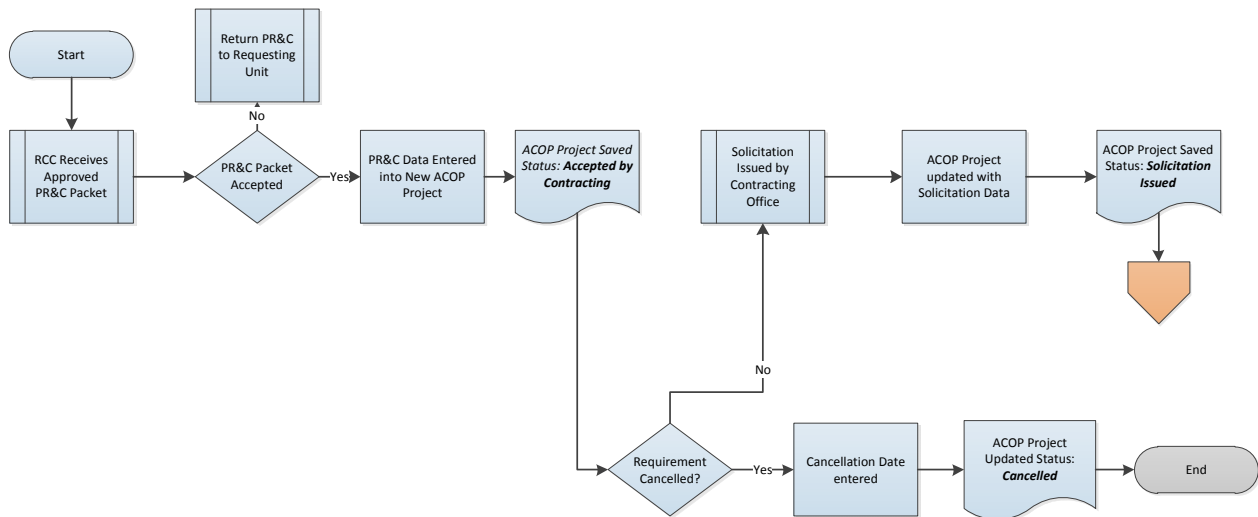 Start
Return PR&C
to Requesting
Unit
No
RCC Receives
Approved
PR&C Packet
PR&C Packet
Accepted
Yes
PR&C Data Entered
into New ACOP
Project
ACOP Project Saved
Status: Accepted by
Contracting
Solicitation
Issued by
Contracting
Office
ACOP Project
updated with
Solicitation Data
ACOP Project Saved
Status: Solicitation
Issued
No
Requirement
Cancelled?
Yes
Cancellation Date
entered
ACOP Project
Updated Status:
Cancelled
End